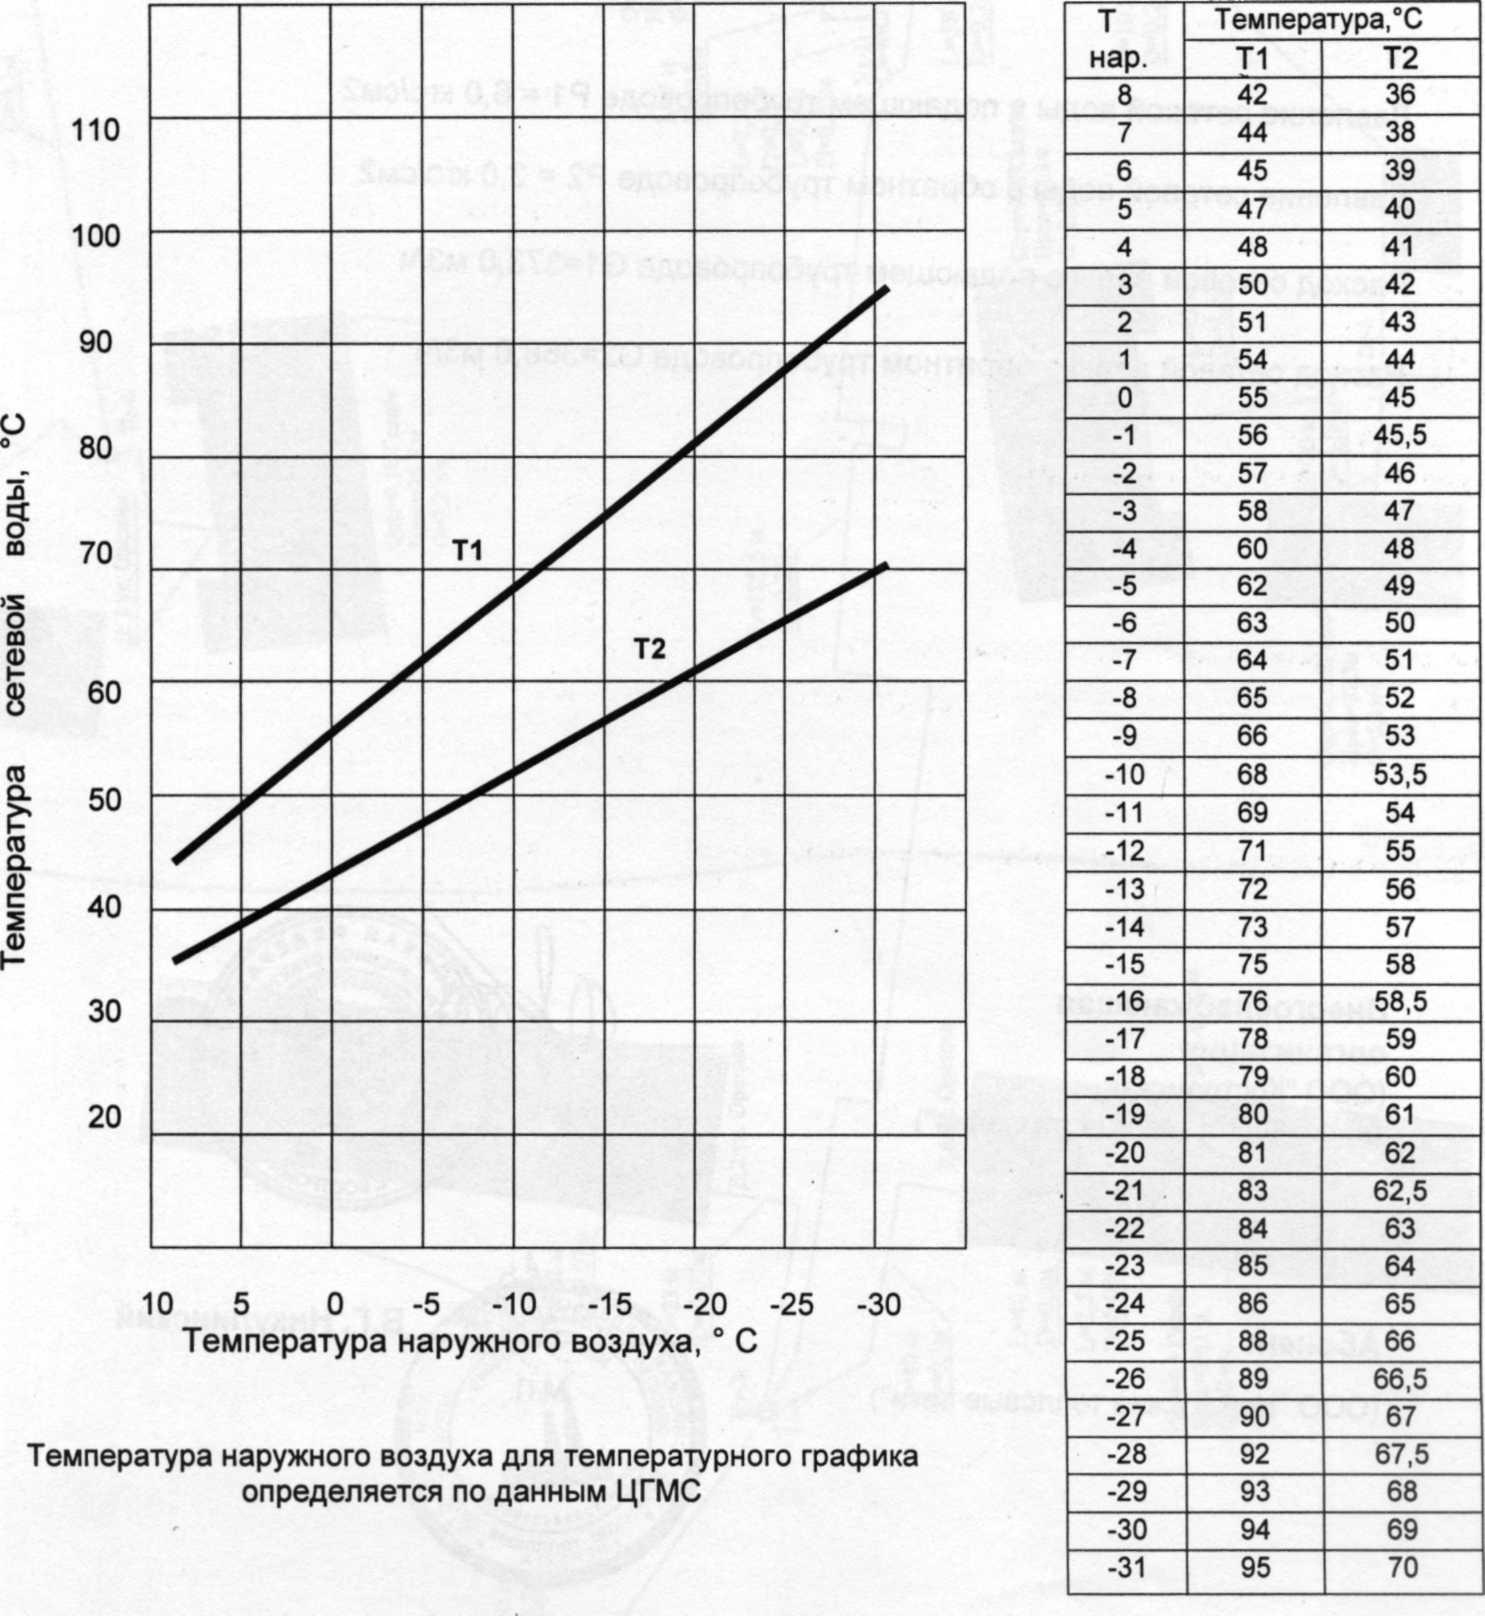 110
100
90
80
70
60
50
40
30
20
Температура сетевой воды, °С
Т1
Т2
10 5 0 -5 -10 -15 -20 -25 -30
Температура наружного воздуха, ° С
Температура наружного воздуха для температурного графика
определяется по данным ЦГМС
Т Температура,°С
нар. Т1 Т2
8 42 36
7 44 38
6 45 39
5 47 40
4 48 41
3 50 42
2 51 43
1 54 44
0 55 45
-1 56 45,5
-2 57 46
-3 58 47
-4 60 48
-5 62 49
-6 63 50
-7 64 51
-8 65 52
-9 66 53
-10 68 53,5
-11 69 54
-12 71 55
-13 72 56
-14 73 57
-15 75 58
-16 76 58,5
-17 78 59
-18 79 60
-19 80 61
-20 81 62
-21 83 62,5
-22 84 63
-23 85 64
-24 86 65
-25 88 66
-26 89 66,5
-27 90 67
-28 92 67,5
-29 93 68
-30 94 69
-31 95 70